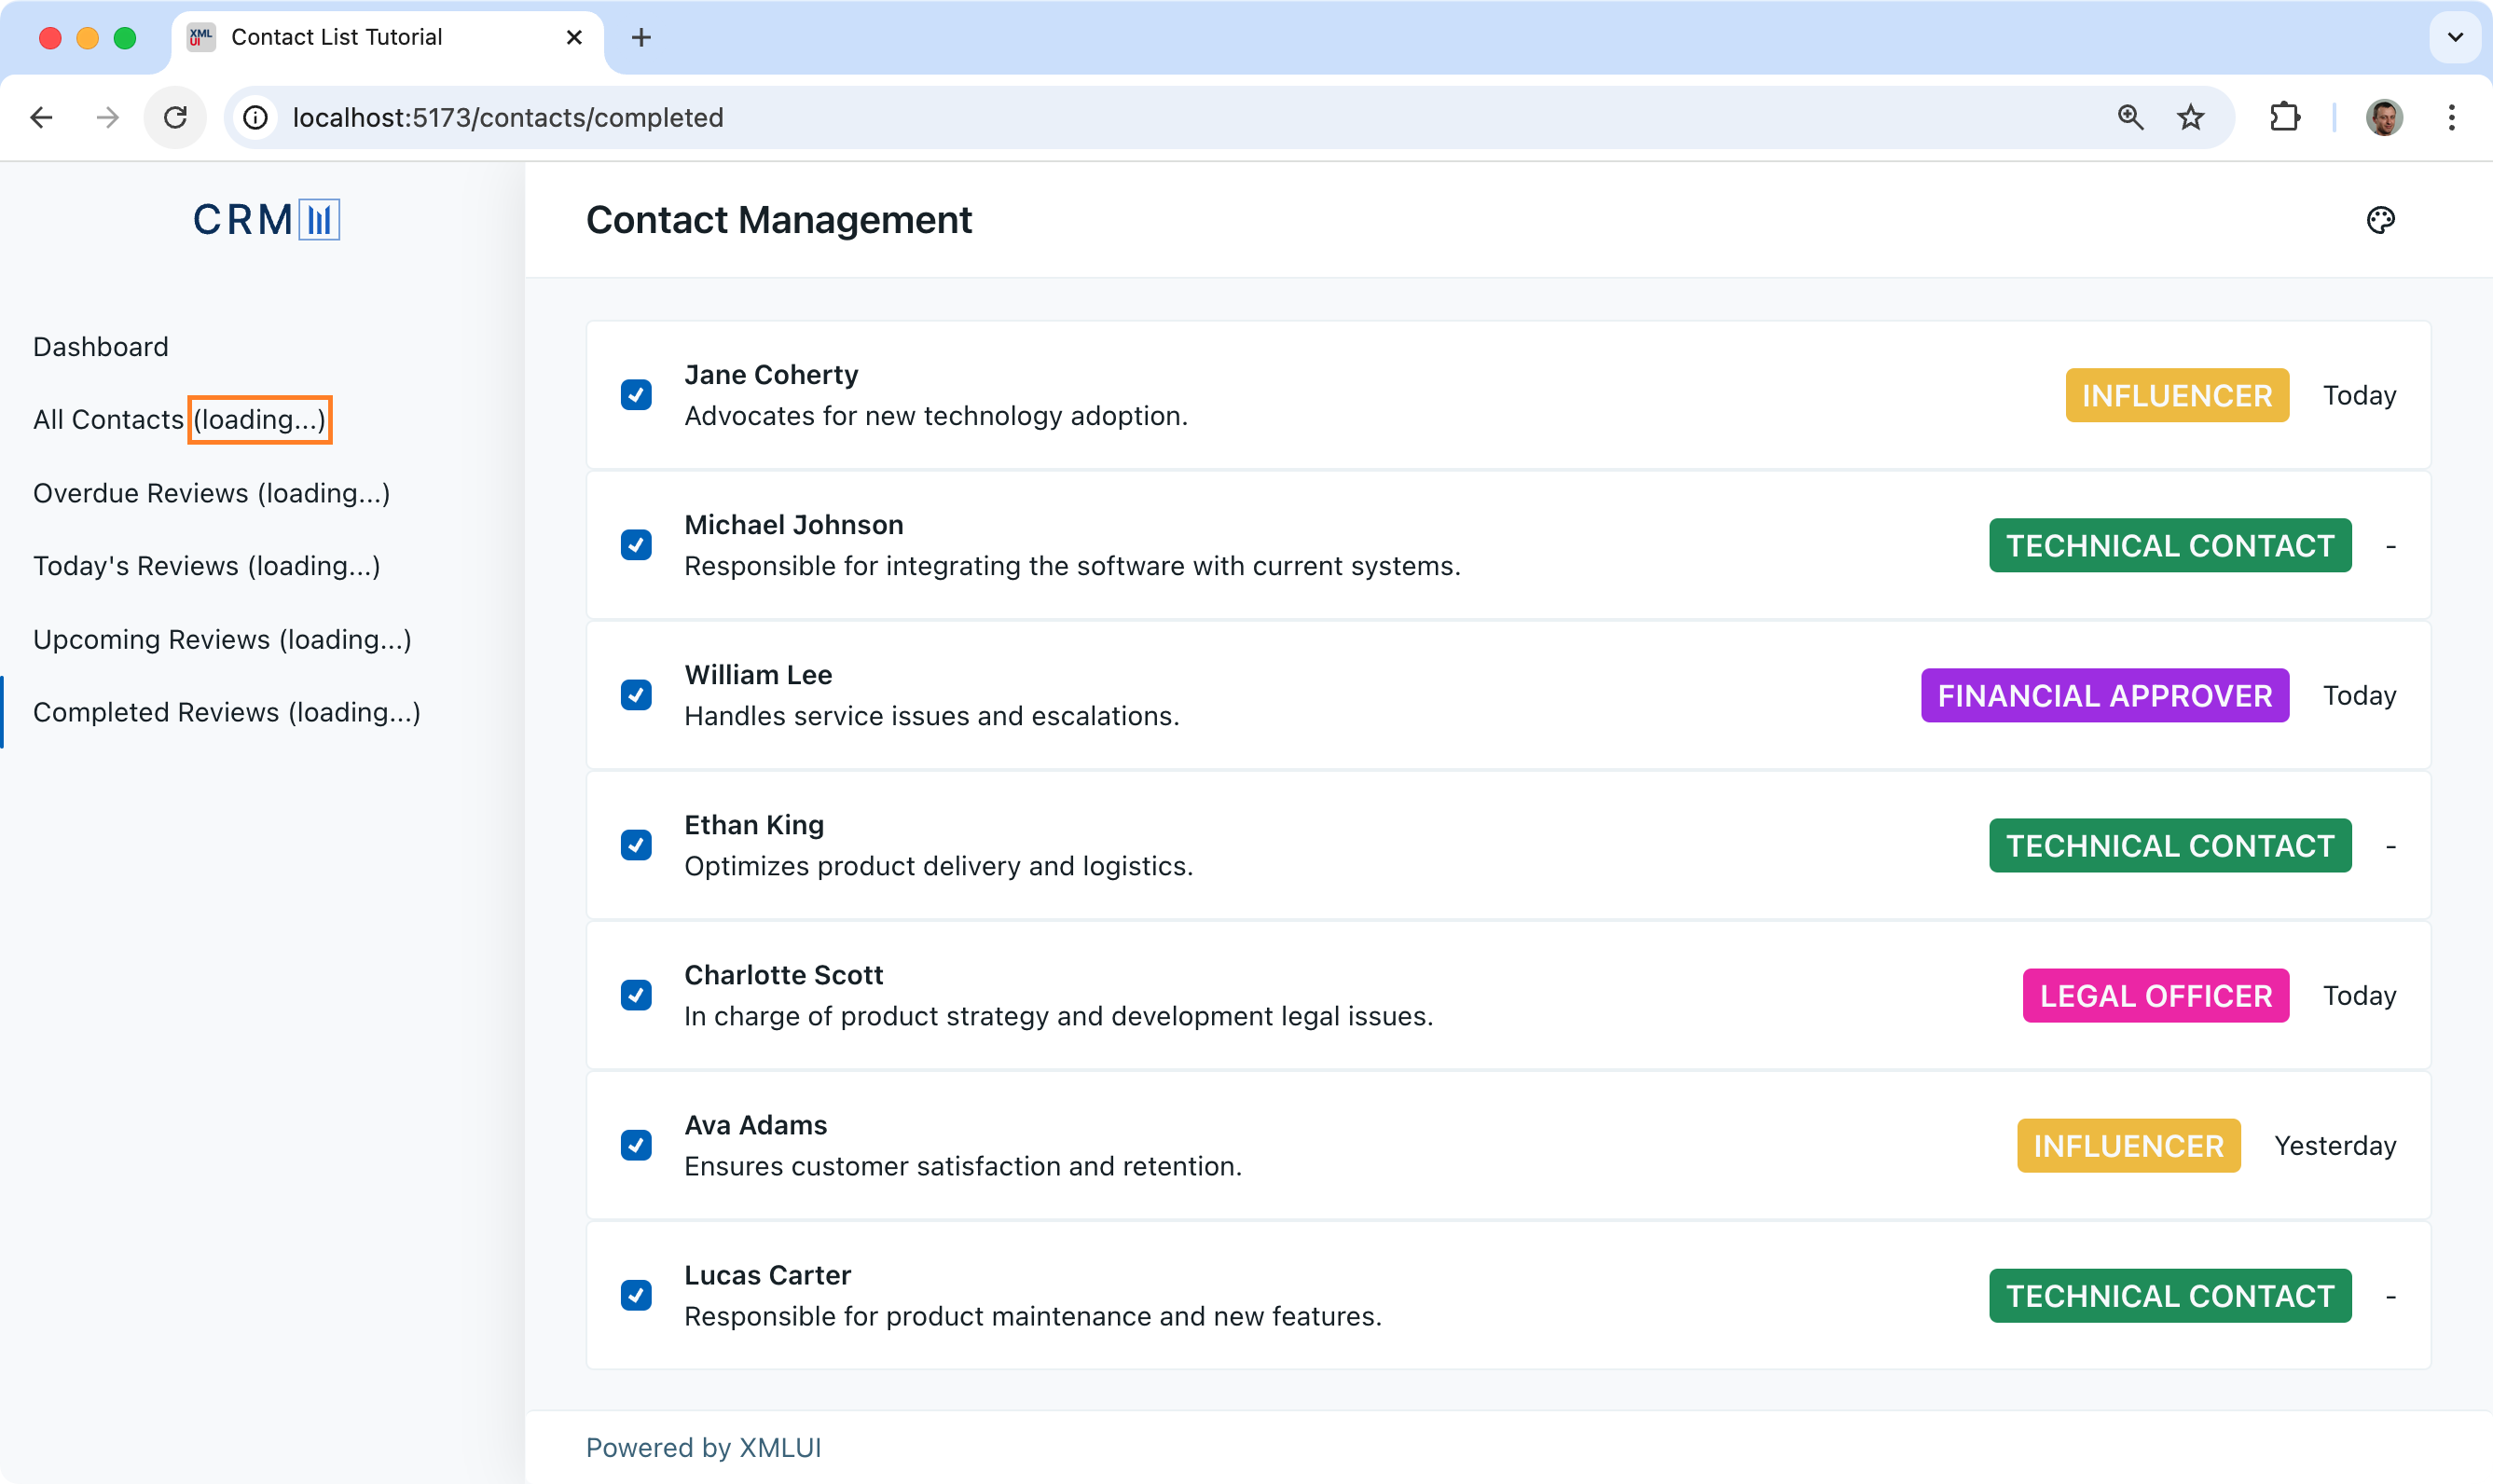 XML UI Contact List Tutorial
localhost:5173/contacts/completed
CRM
Contact Management
Dashboard
All Contacts (loading...)
Overdue Reviews (loading...)
Today's Reviews (loading...)
Upcoming Reviews (loading...)
Completed Reviews (loading...)
Jane Coherty
Advocates for new technology adoption.
INFLUENCER Today
Michael Johnson
Responsible for integrating the software with current systems.
TECHNICAL CONTACT -
William Lee
Handles service issues and escalations.
FINANCIAL APPROVER Today
Ethan King
Optimizes product delivery and logistics.
TECHNICAL CONTACT -
Charlotte Scott
In charge of product strategy and development legal issues.
LEGAL OFFICER Today
Ava Adams
Ensures customer satisfaction and retention.
INFLUENCER Yesterday
Lucas Carter
Responsible for product maintenance and new features.
TECHNICAL CONTACT -
Powered by XMLUI